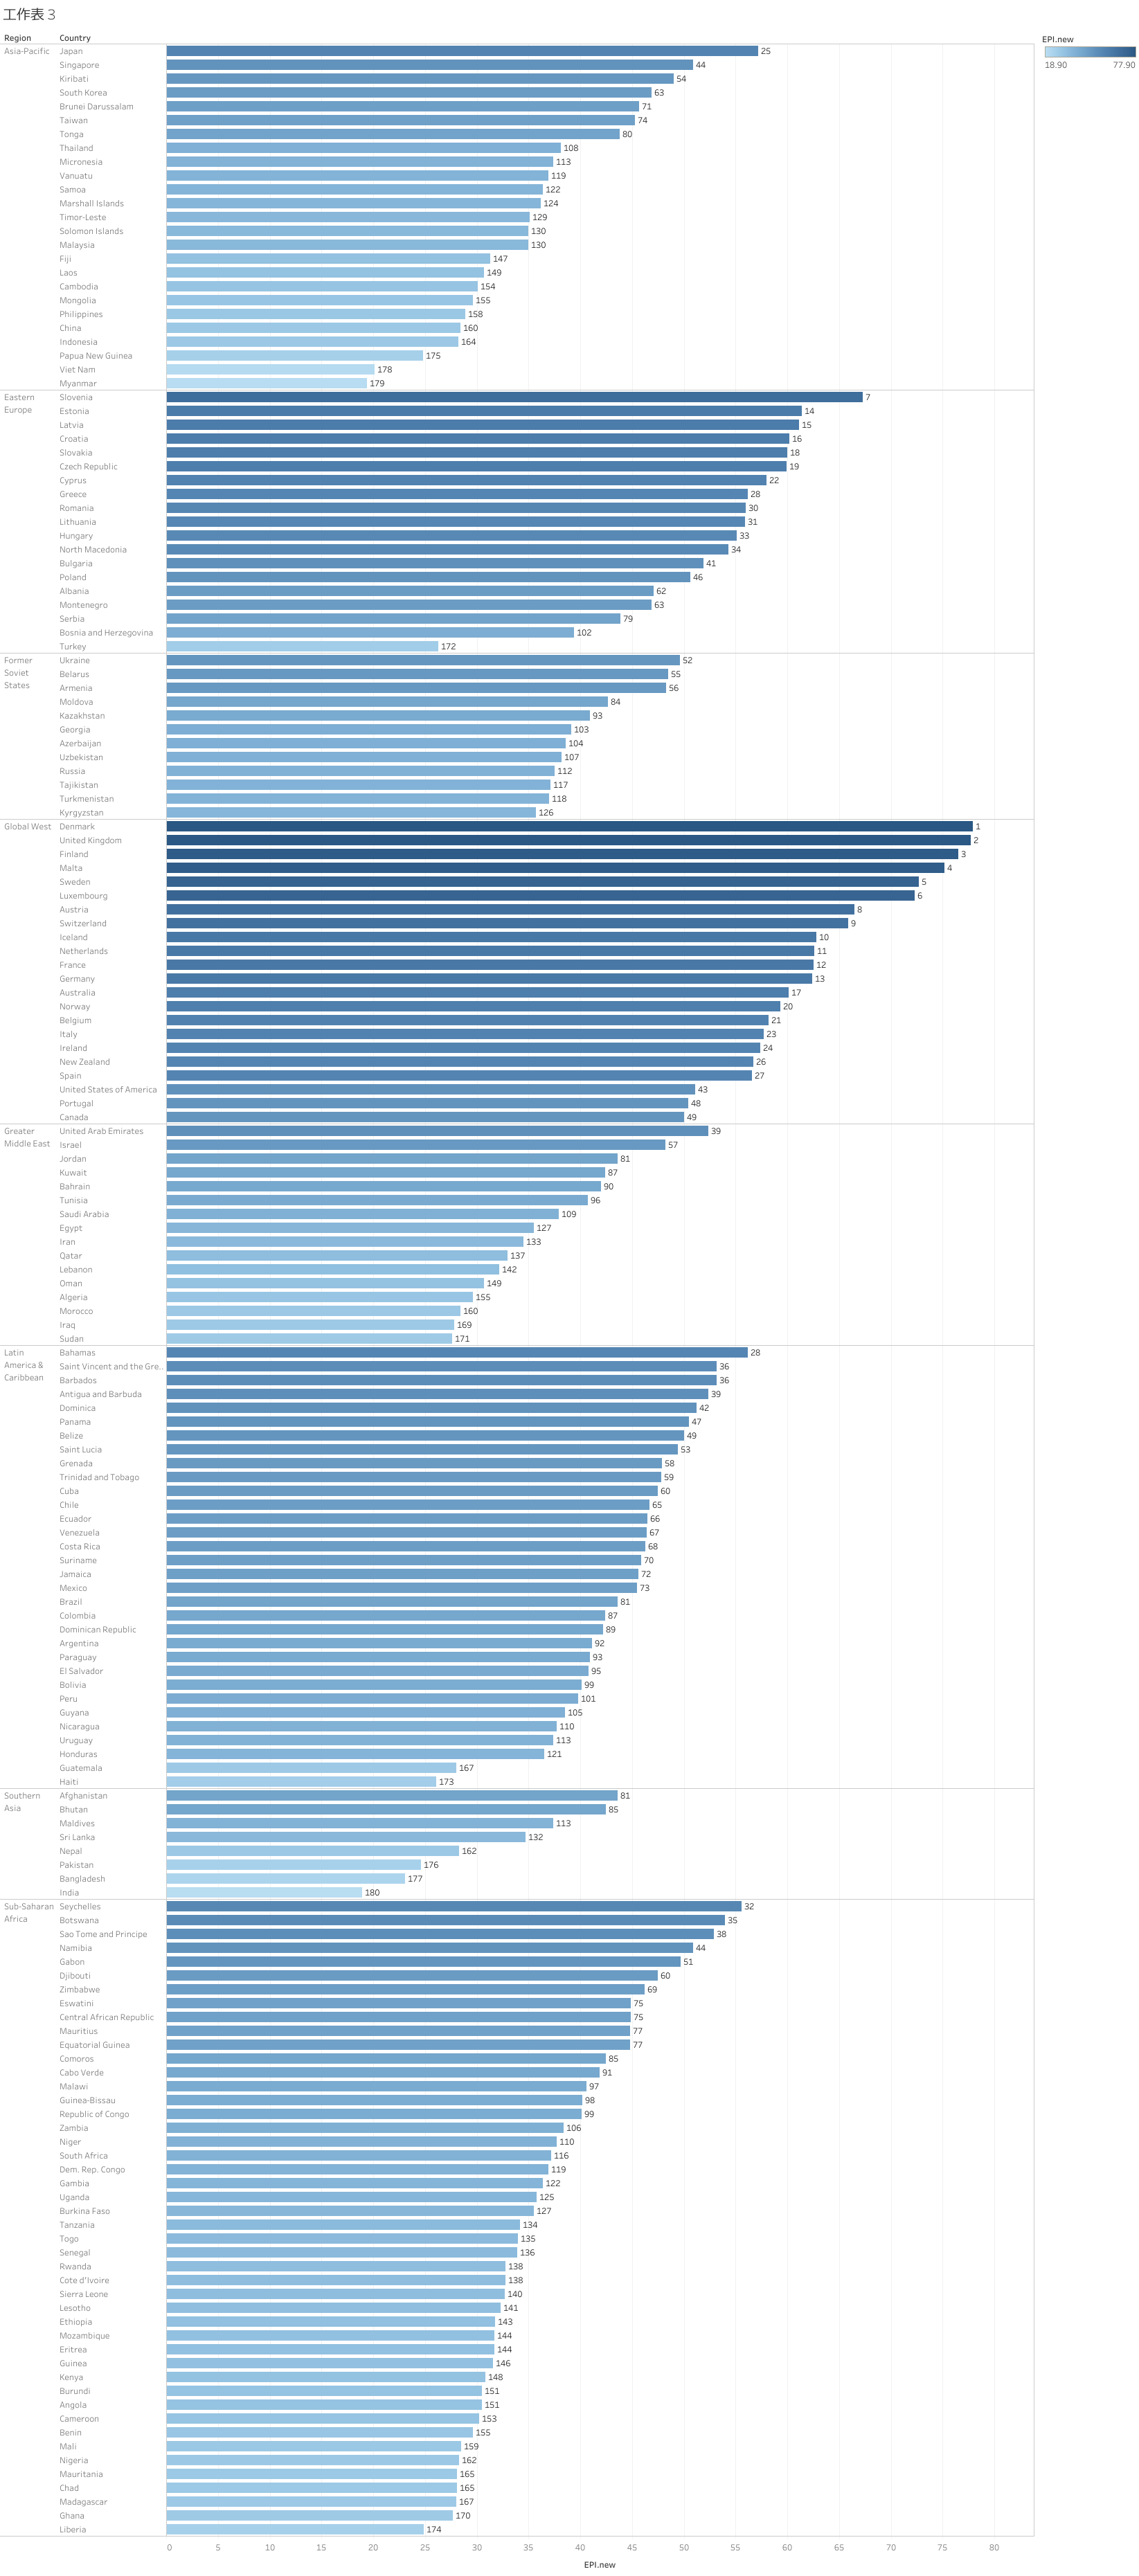 工作表 3
Region Country
EPI.new
18.90 77.90
Asia-Pacific Japan 25
Singapore 44
Kiribati 54
South Korea 63
Brunei Darussalam 71
Taiwan 74
Tonga 80
Thailand 108
Micronesia 113
Vanuatu 119
Samoa 122
Marshall Islands 124
Timor-Leste 129
Solomon Islands 130
Malaysia 130
Fiji 147
Laos 149
Cambodia 154
Mongolia 155
Philippines 158
China 160
Indonesia 164
Papua New Guinea 175
Viet Nam 178
Myanmar 179
Eastern Slovenia 7
Europe Estonia 14
Latvia 15
Croatia 16
Slovakia 18
Czech Republic 19
Cyprus 22
Greece 28
Romania 30
Lithuania 31
Hungary 33
North Macedonia 34
Bulgaria 41
Poland 46
Albania 62
Montenegro 63
Serbia 79
Bosnia and Herzegovina 102
Turkey 172
Former Ukraine 52
Soviet Belarus 55
States Armenia 56
Moldova 84
Kazakhstan 93
Georgia 103
Azerbaijan 104
Uzbekistan 107
Russia 112
Tajikistan 117
Turkmenistan 118
Kyrgyzstan 126
Global West Denmark 1
United Kingdom 2
Finland 3
Malta 4
Sweden 5
Luxembourg 6
Austria 8
Switzerland 9
Iceland 10
Netherlands 11
France 12
Germany 13
Australia 17
Norway 20
Belgium 21
Italy 23
Ireland 24
New Zealand 26
Spain 27
United States of America 43
Portugal 48
Canada 49
Greater United Arab Emirates 39
Middle East Israel 57
Jordan 81
Kuwait 87
Bahrain 90
Tunisia 96
Saudi Arabia 109
Egypt 127
Iran 133
Qatar 137
Lebanon 142
Oman 149
Algeria 155
Morocco 160
Iraq 169
Sudan 171
Latin Bahamas 28
America & Saint Vincent and the Gre.. 36
Caribbean Barbados 36
Antigua and Barbuda 39
Dominica 42
Panama 47
Belize 49
Saint Lucia 53
Grenada 58
Trinidad and Tobago 59
Cuba 60
Chile 65
Ecuador 66
Venezuela 67
Costa Rica 68
Suriname 70
Jamaica 72
Mexico 73
Brazil 81
Colombia 87
Dominican Republic 89
Argentina 92
Paraguay 93
El Salvador 95
Bolivia 99
Peru 101
Guyana 105
Nicaragua 110
Uruguay 113
Honduras 121
Guatemala 167
Haiti 173
Southern Afghanistan 81
Asia Bhutan 85
Maldives 113
Sri Lanka 132
Nepal 162
Pakistan 176
Bangladesh 177
India 180
Sub-Saharan Seychelles 32
Africa Botswana 35
Sao Tome and Principe 38
Namibia 44
Gabon 51
Djibouti 60
Zimbabwe 69
Eswatini 75
Central African Republic 75
Mauritius 77
Equatorial Guinea 77
Comoros 85
Cabo Verde 91
Malawi 97
Guinea-Bissau 98
Republic of Congo 99
Zambia 106
Niger 110
South Africa 116
Dem. Rep. Congo 119
Gambia 122
Uganda 125
Burkina Faso 127
Tanzania 134
Togo 135
Senegal 136
Rwanda 138
Cote d'Ivoire 138
Sierra Leone 140
Lesotho 141
Ethiopia 143
Mozambique 144
Eritrea 144
Guinea 146
Kenya 148
Burundi 151
Angola 151
Cameroon 153
Benin 155
Mali 159
Nigeria 162
Mauritania 165
Chad 165
Madagascar 167
Ghana 170
Liberia 174
0 5 10 15 20 25 30 35 40 45 50 55 60 65 70 75 80
EPI.new